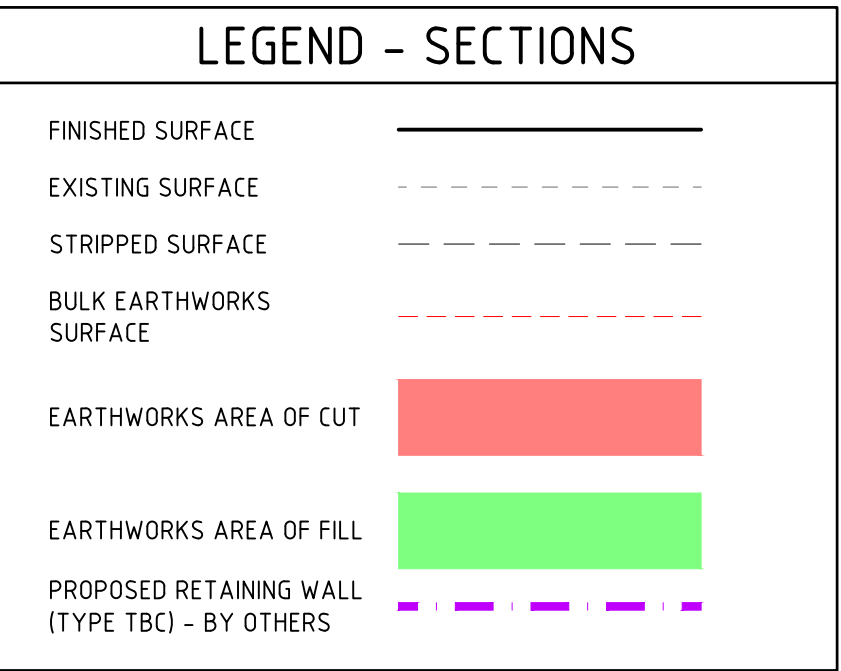 LEGEND - SECTIONS
FINISHED SURFACE
EXISTING SURFACE
STRIPPED SURFACE
BULK EARTHWORKS
SURFACE
EARTHWORKS AREA OF CUT
EARTHWORKS AREA OF FILL
PROPOSED RETAINING WALL
(TYPE TBC) - BY OTHERS